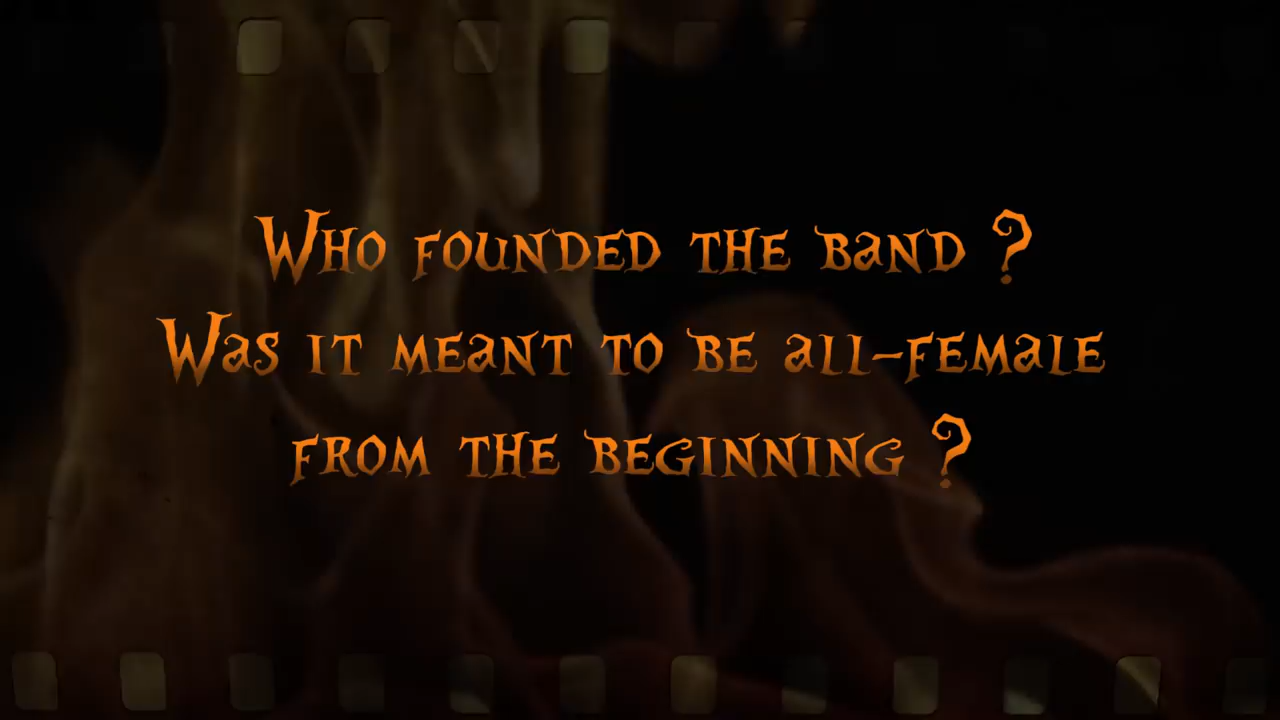 Who founded the band ?
Was it meant to be all-female
from the beginning ?